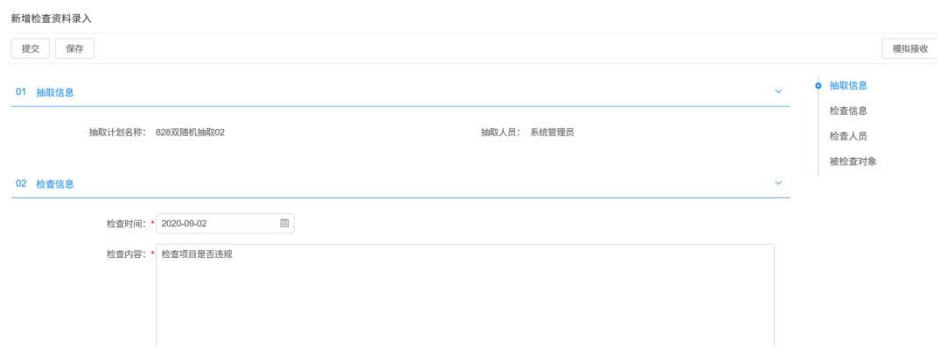 新增检查资料录入
提交 保存 模拟接收
01 抽取信息
抽取计划名称： 828双随机抽取02 抽取人员： 系统管理员
02 检查信息
检查时间：* 2020-09-02
检查内容：* 检查项目是否违规
抽取信息
检查信息
检查人员
被检查对象